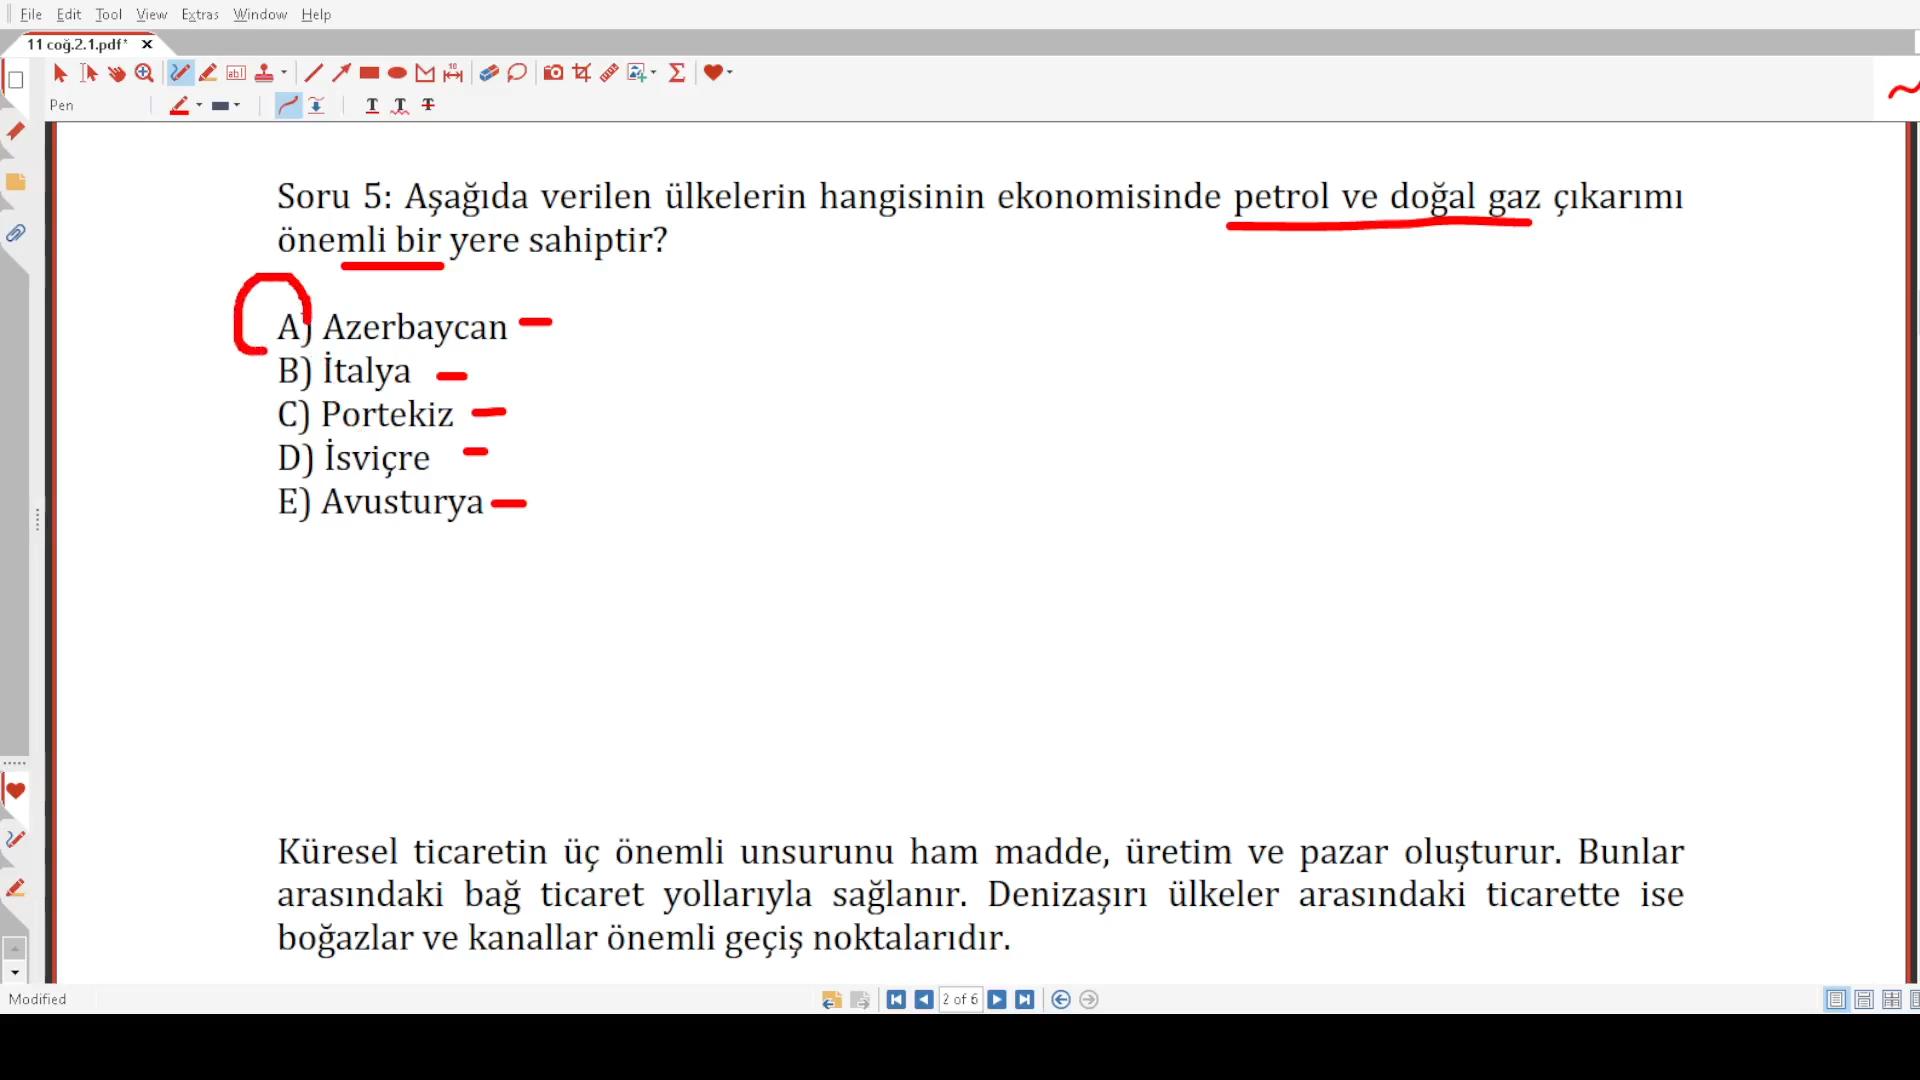 File Edit Tool View Extras Window Help
11 coğ.2.1.pdf*
Pen
Soru 5: Aşağıda verilen ülkelerin hangisinin ekonomisinde petrol ve doğal gaz çıkarımı
önemli bir yere sahiptir?
A) Azerbaycan
B) İtalya
C) Portekiz
D) İsviçre
E) Avusturya
Küresel ticaretin üç önemli unsurunu ham madde, üretim ve pazar oluşturur. Bunlar
arasındaki bağ ticaret yollarıyla sağlanır. Denizaşırı ülkeler arasındaki ticarette ise
boğazlar ve kanallar önemli geçiş noktalarıdır.
Modified
2 of 6